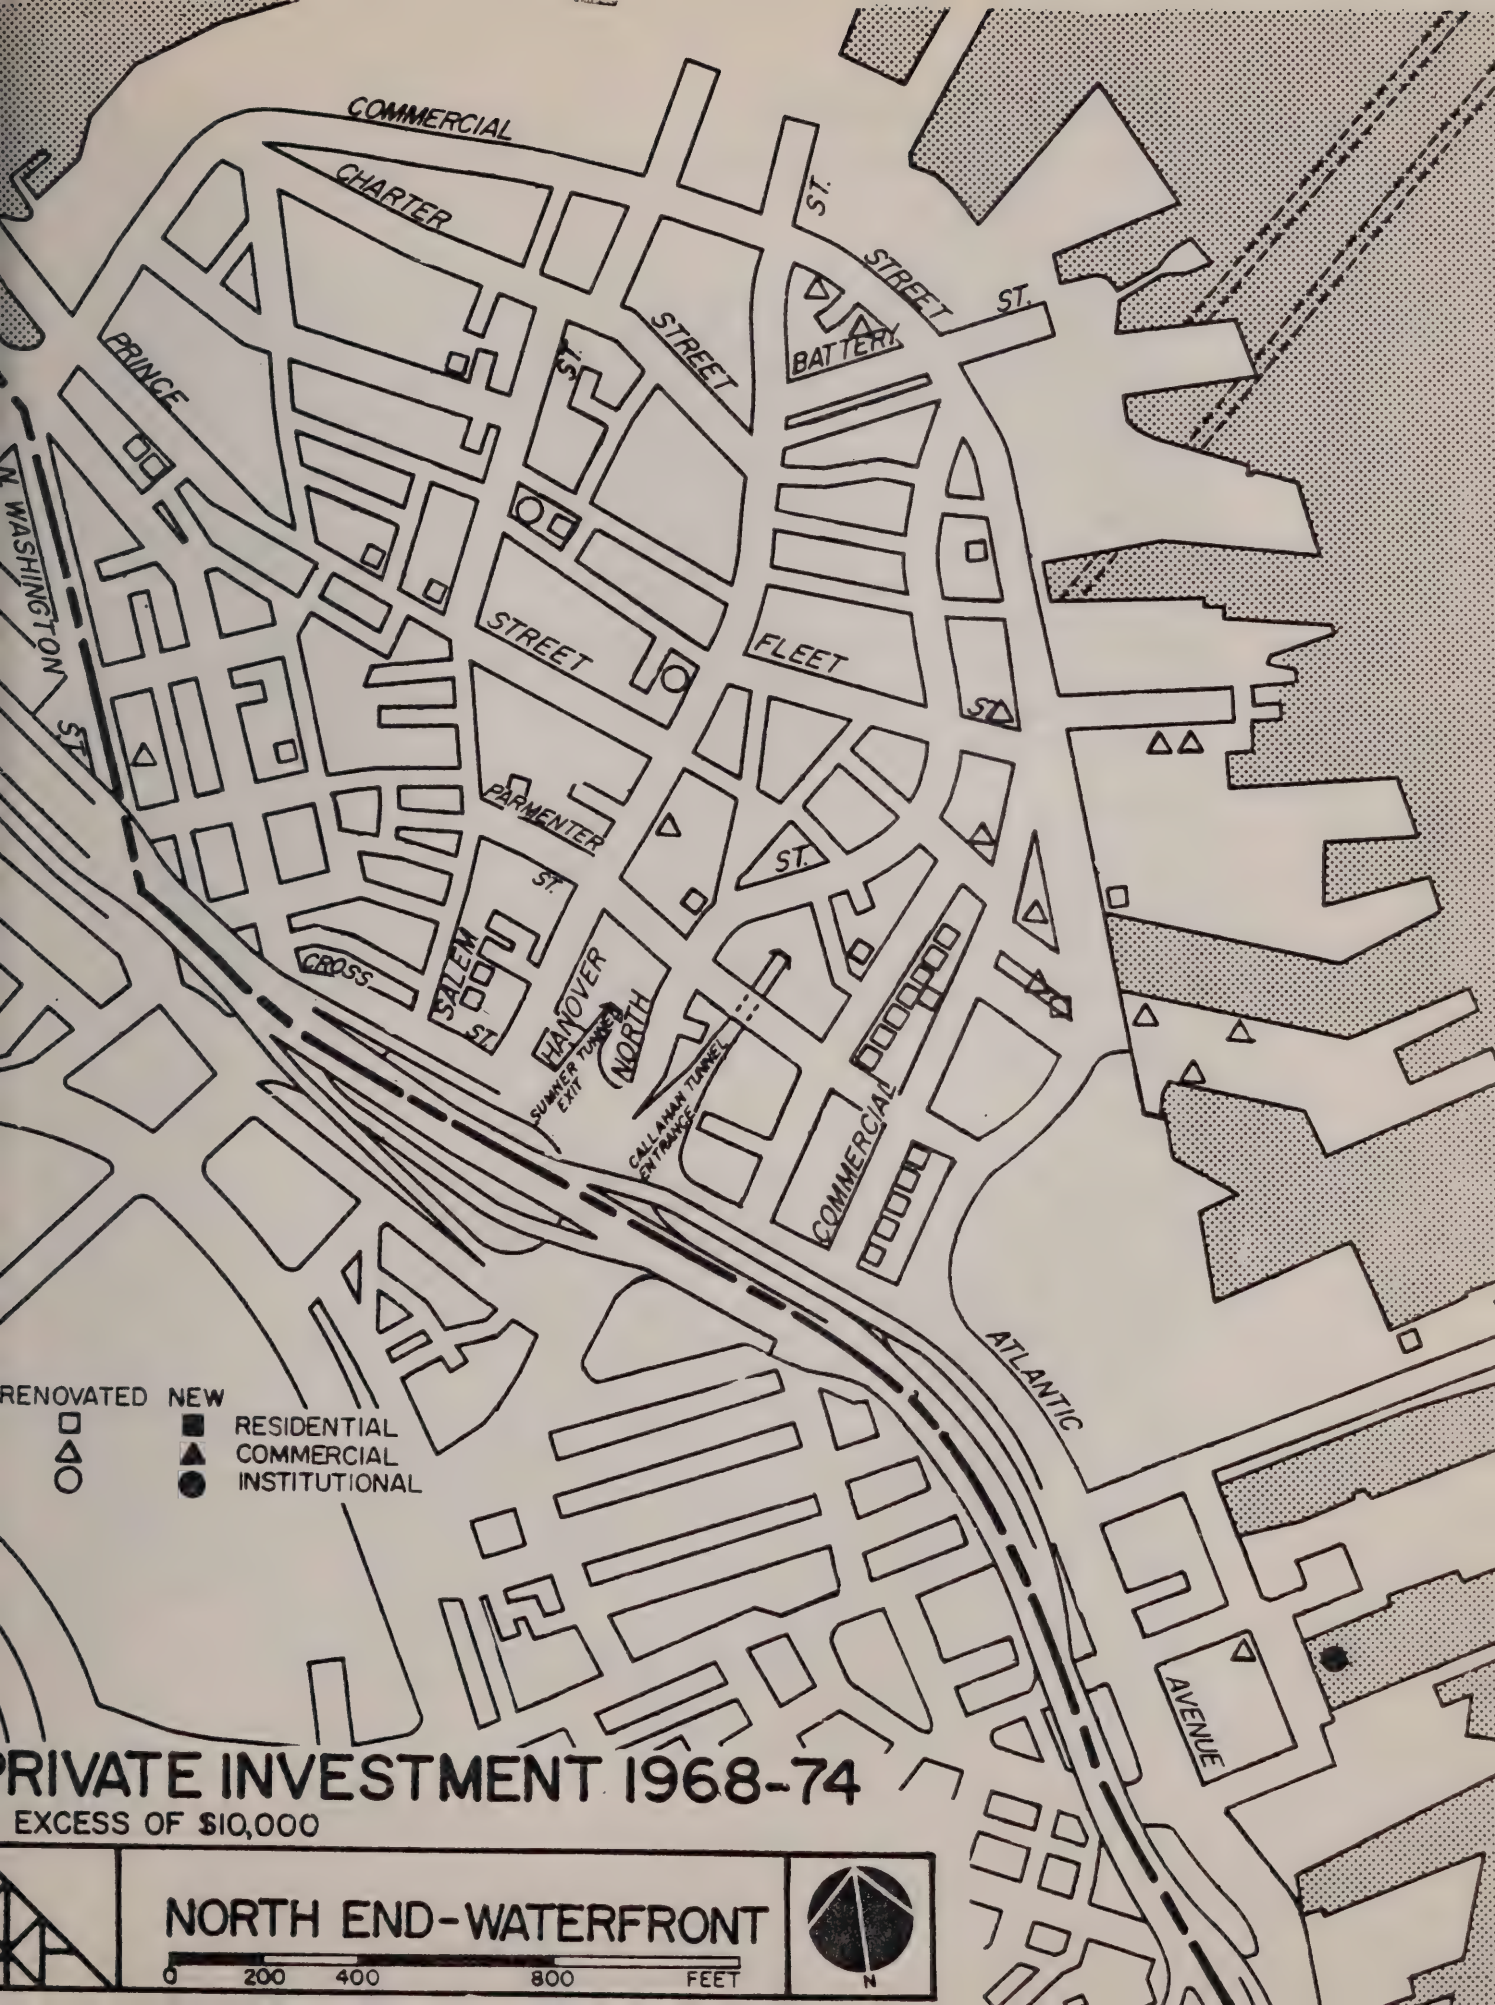 COMMERCIAL
CHARTER
ST.
STREET
ST.
STREET
BATTERY
ST.
PRINCE
N. WASHINGTON
ST.
STREET
FLEET
ST.
PARMENTER
ST.
ST.
CROSS
SALEM
ST.
HANOVER
NORTH
SUMNER TUNNEL
EXIT
CALLAHAN TUNNEL
ENTRANCE
COMMERCIAL
COMMERCIAL
ATLANTIC
AVENUE
RENOVATED NEW
RESIDENTIAL
COMMERCIAL
INSTITUTIONAL
PRIVATE INVESTMENT 1968-74
EXCESS OF $10,000
NORTH END-WATERFRONT
0 200 400 800 FEET
N